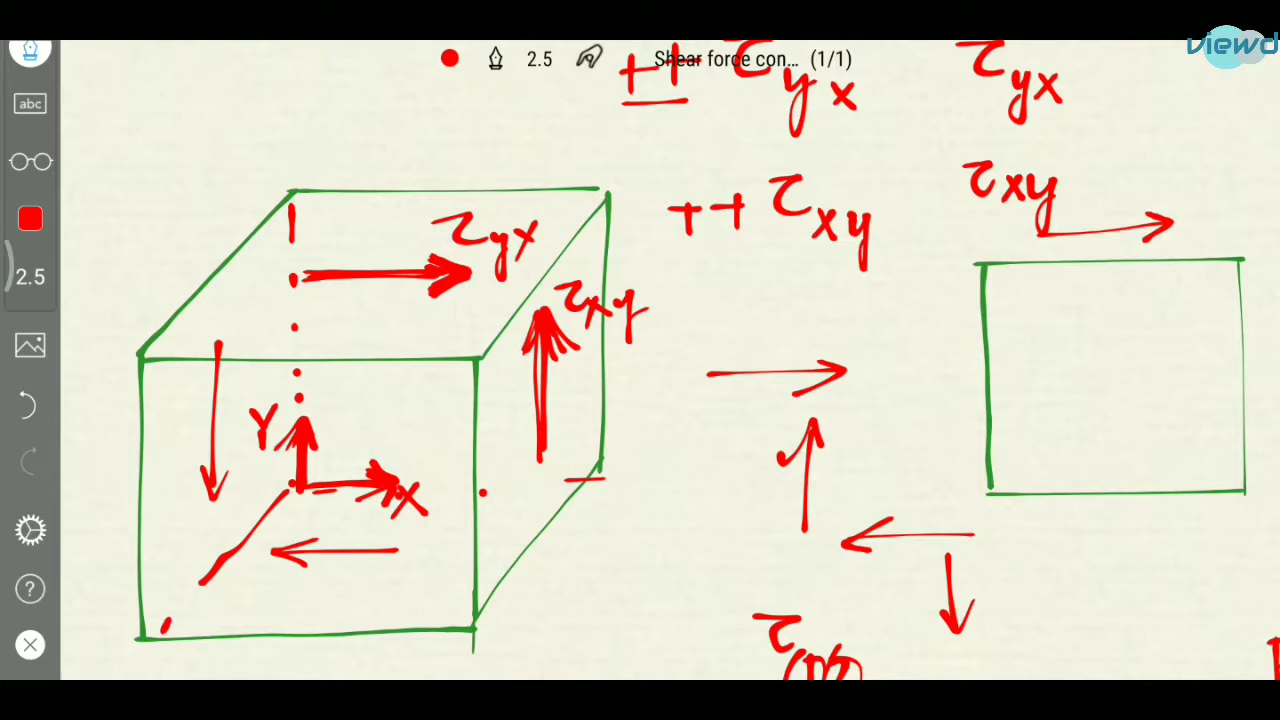 viewd
abc
2.5
2.5 Shear force con... (1/1)
++ τyx τyx
++ τxy τxy
τyx
τxy
Y
X
?
τ